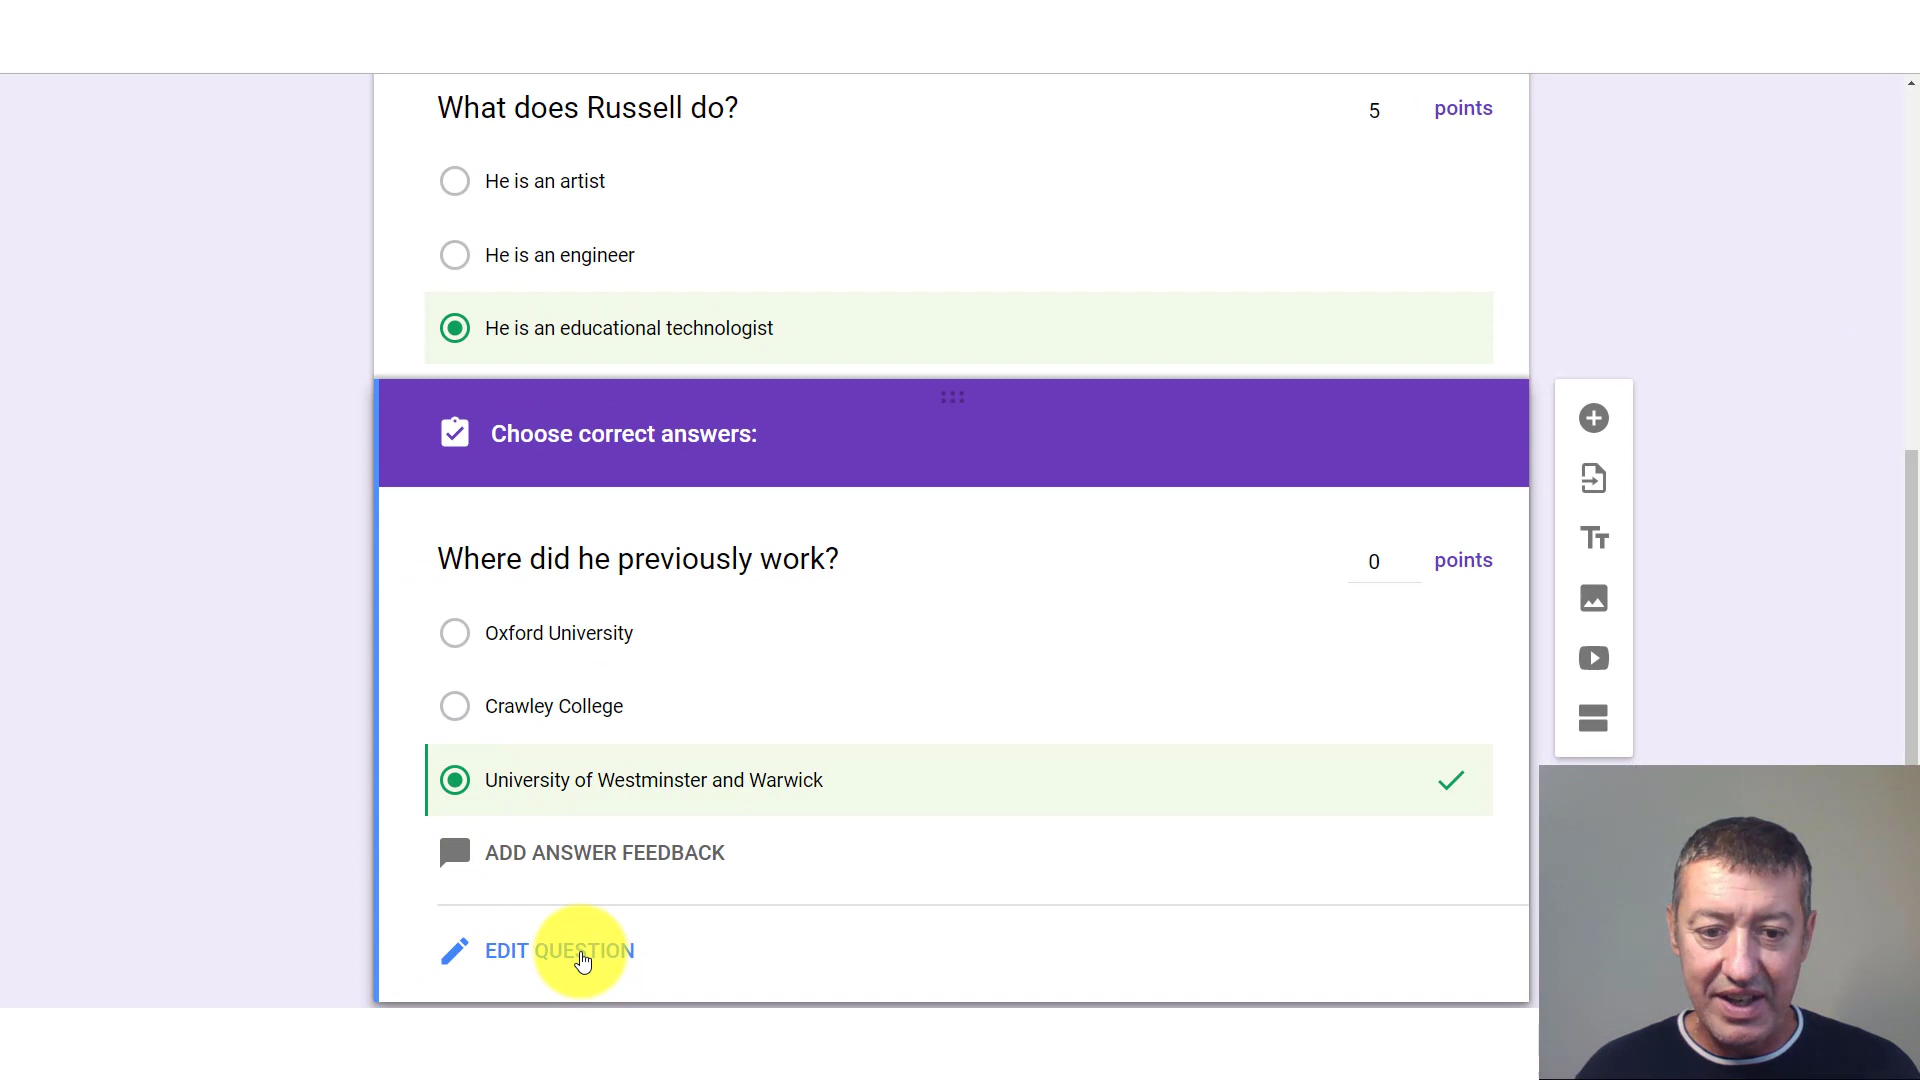 What does Russell do?
5 points
He is an artist
He is an engineer
He is an educational technologist
Choose correct answers:
Where did he previously work?
0 points
Oxford University
Crawley College
University of Westminster and Warwick
ADD ANSWER FEEDBACK
EDIT QUESTION
Tт